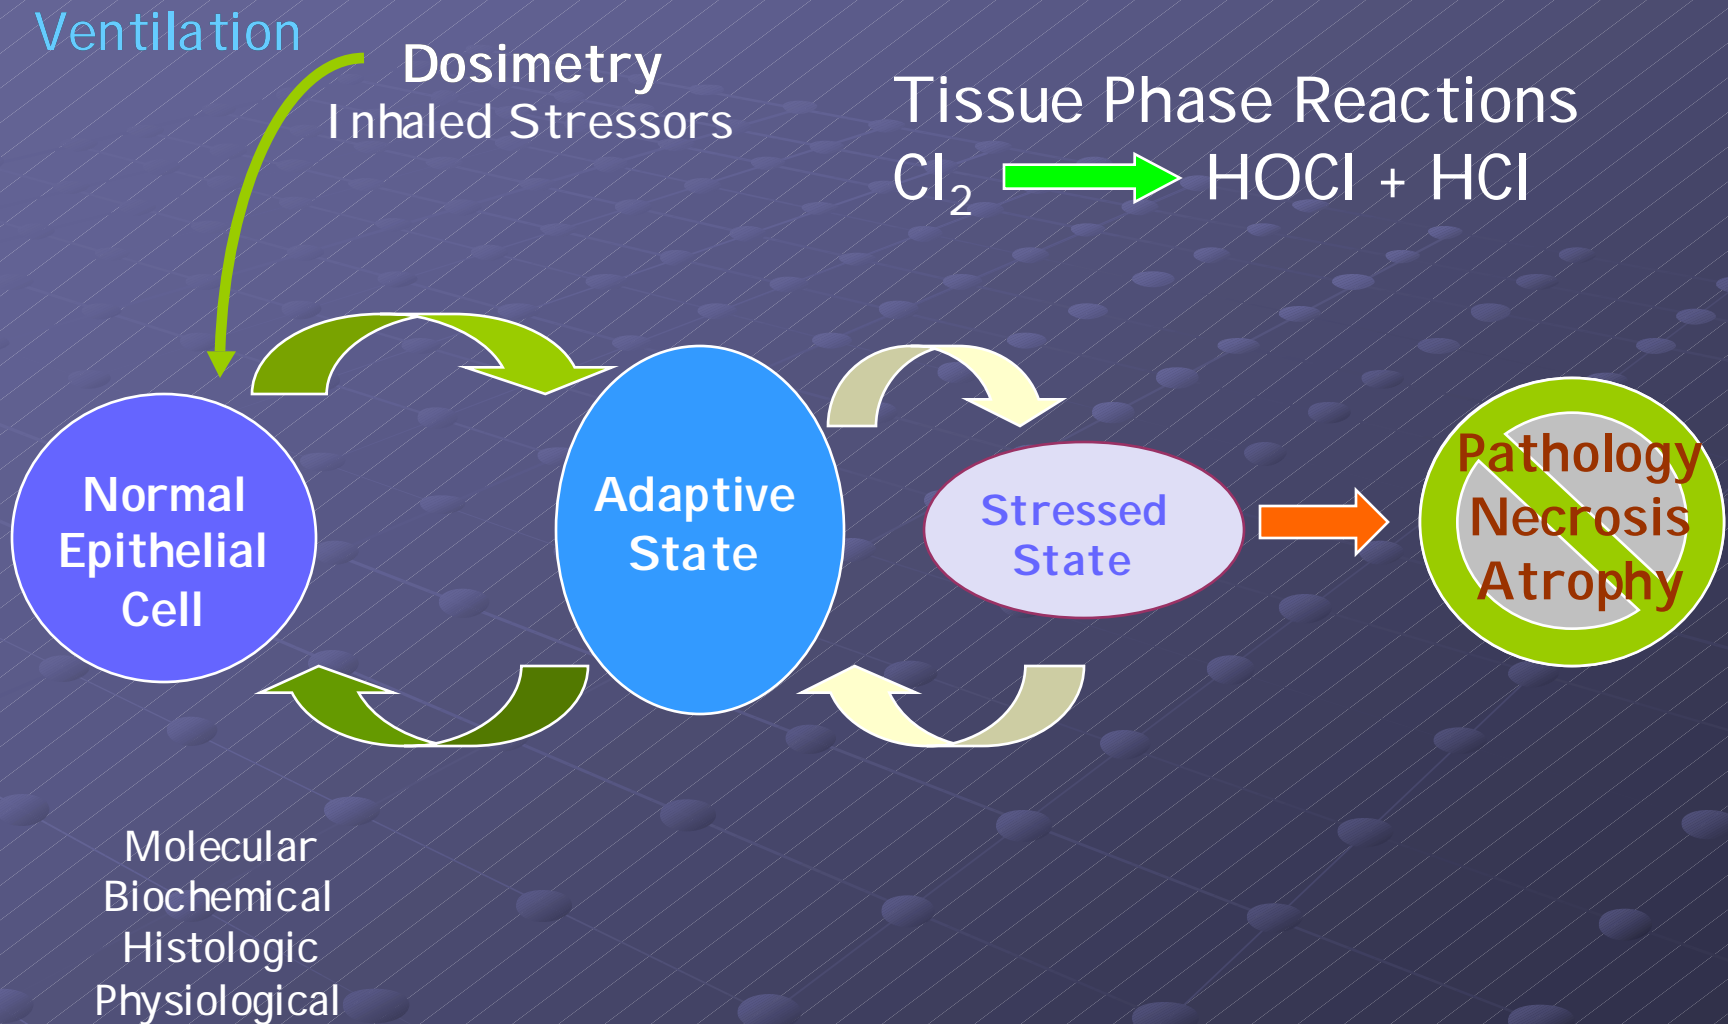 Ventilation
Dosimetry
Inhaled Stressors
Tissue Phase Reactions
Cl₂ HOCl + HCl
Normal
Epithelial
Cell
Adaptive
State
Stressed
State
Pathology
Necrosis
Atrophy
Molecular
Biochemical
Histologic
Physiological